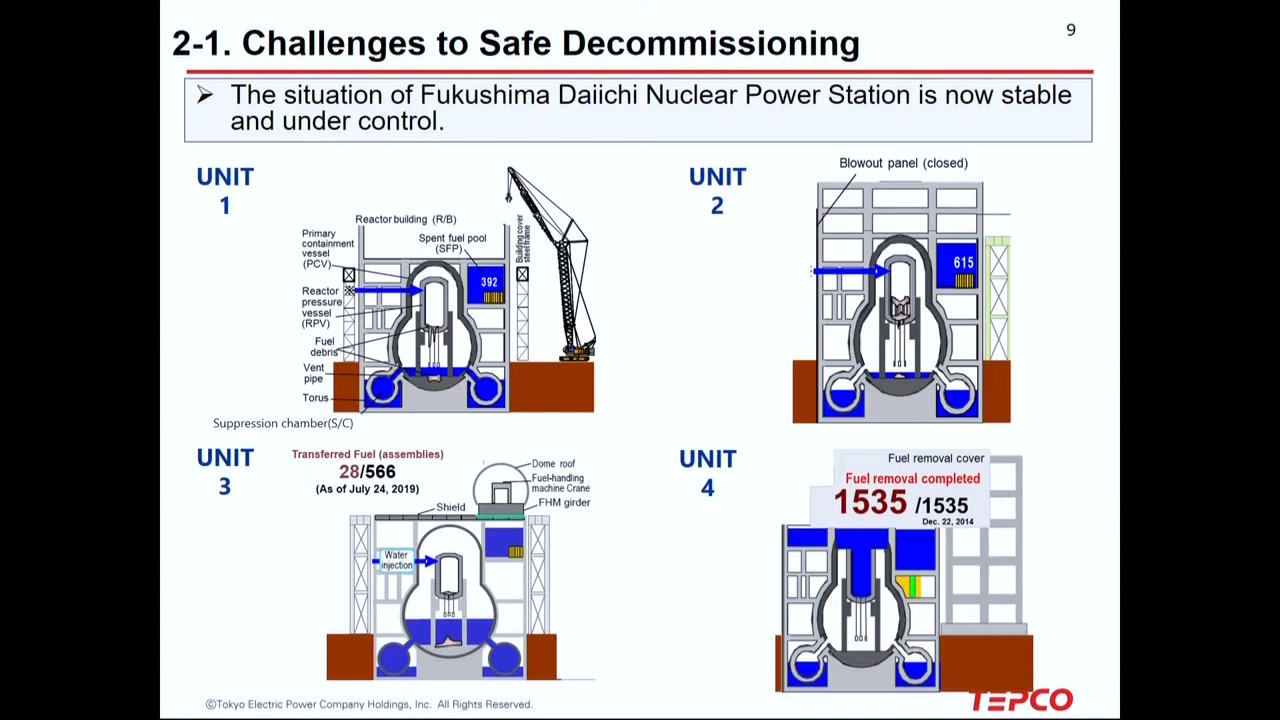 2-1. Challenges to Safe Decommissioning
9
➢ The situation of Fukushima Daiichi Nuclear Power Station is now stable
and under control.
UNIT
1
Reactor building (R/B)
Primary
containment
vessel
(PCV)
Spent fuel pool
(SFP)
Building cover
steel frame
392
Reactor
pressure
vessel
(RPV)
Fuel
debris
Vent
pipe
Torus
Suppression chamber(S/C)
UNIT
2
Blowout panel (closed)
615
UNIT
3
Transferred Fuel (assemblies)
28/566
(As of July 24, 2019)
Dome roof
Fuel-handling
machine Crane
FHM girder
Shield
Water
injection
UNIT
4
Fuel removal cover
Fuel removal completed
1535 /1535
Dec. 22, 2014
©Tokyo Electric Power Company Holdings, Inc. All Rights Reserved.
TEPCO